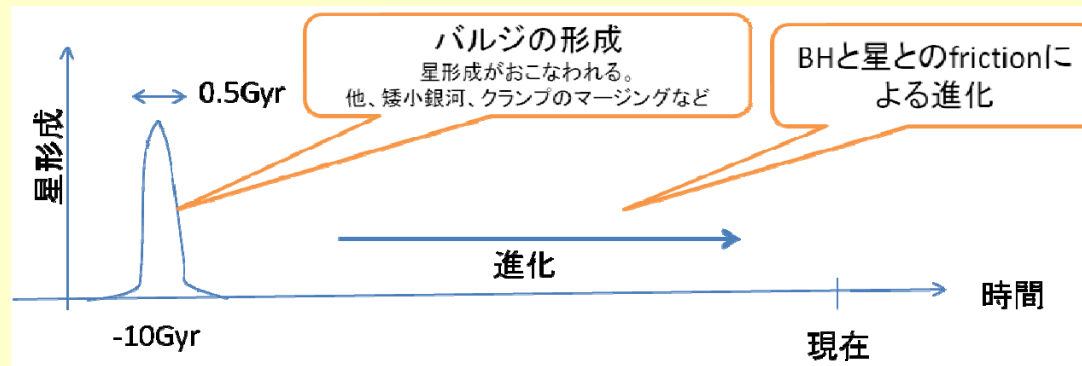 バルジの形成
星形成がおこなわれる。
他、矮小銀河、クランプのマージングなど
BHと星とのfrictionに
よる進化
0.5Gyr
星形成
進化
時間
-10Gyr
現在